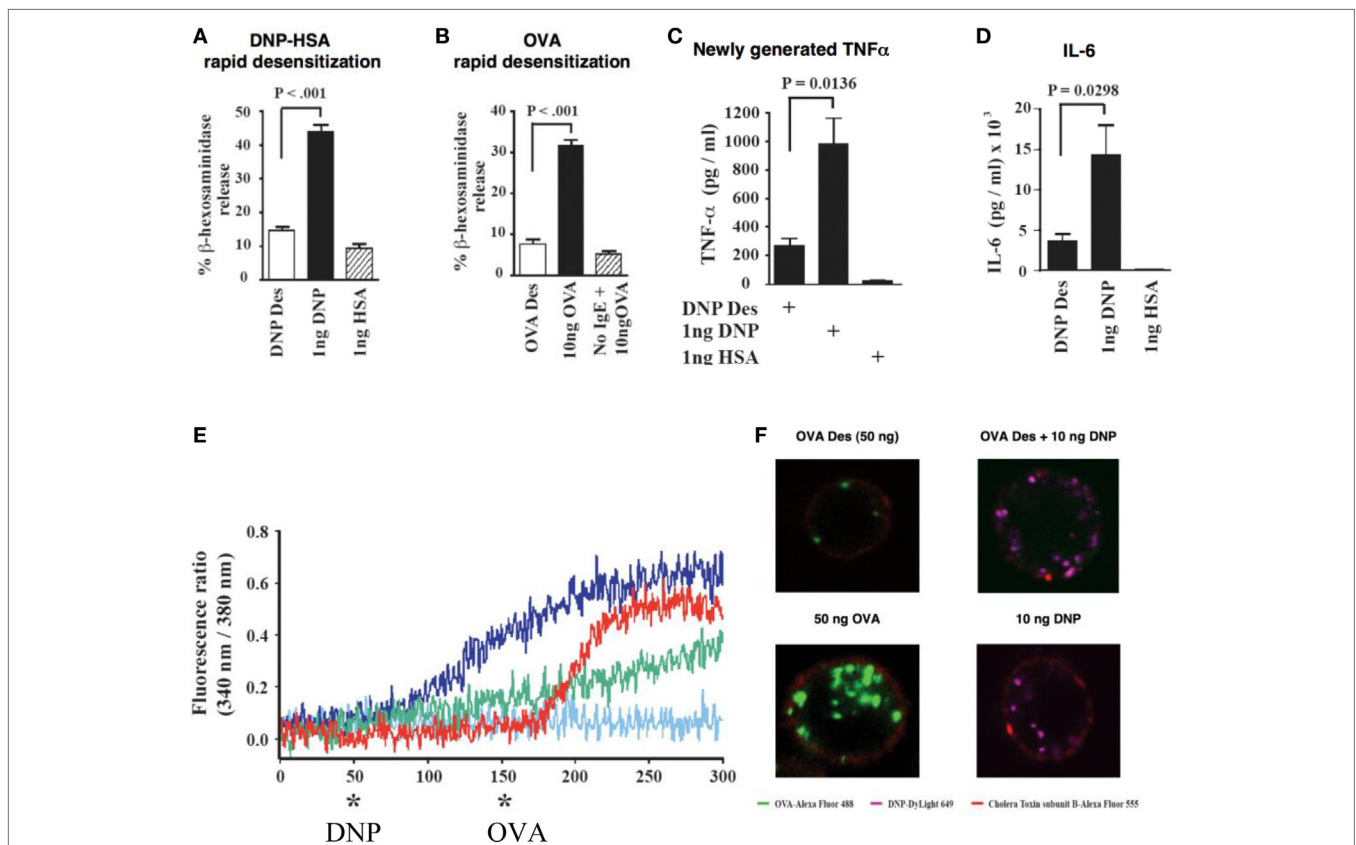 A
DNP-HSA
rapid desensitization
P < .001
% β-hexosaminidase
release
50
40
30
20
10
0
DNP Des
1ng DNP
1ng HSA
B
OVA
rapid desensitization
P < .001
% β-hexosaminidase
release
40
30
20
10
0
OVA Des
10ng OVA
No IgE +
10ngOVA
C
Newly generated TNFα
P = 0.0136
TNF-α (pg / ml)
1200
1000
800
600
400
200
0
DNP Des +
1ng DNP +
1ng HSA +
D
IL-6
P = 0.0298
IL-6 (pg / ml) x 10³
20
15
10
5
0
DNP Des
1ng DNP
1ng HSA
E
Fluorescence ratio
(340 nm / 380 nm)
0.8
0.6
0.4
0.2
0.0
0 50 100 150 200 250 300
* *
DNP OVA
F
OVA Des (50 ng) OVA Des + 10 ng DNP
50 ng OVA 10 ng DNP
OVA-Alexa Fluor 488 DNP-DyLight 649 Cholera Toxin subunit B-Alexa Fluor 555